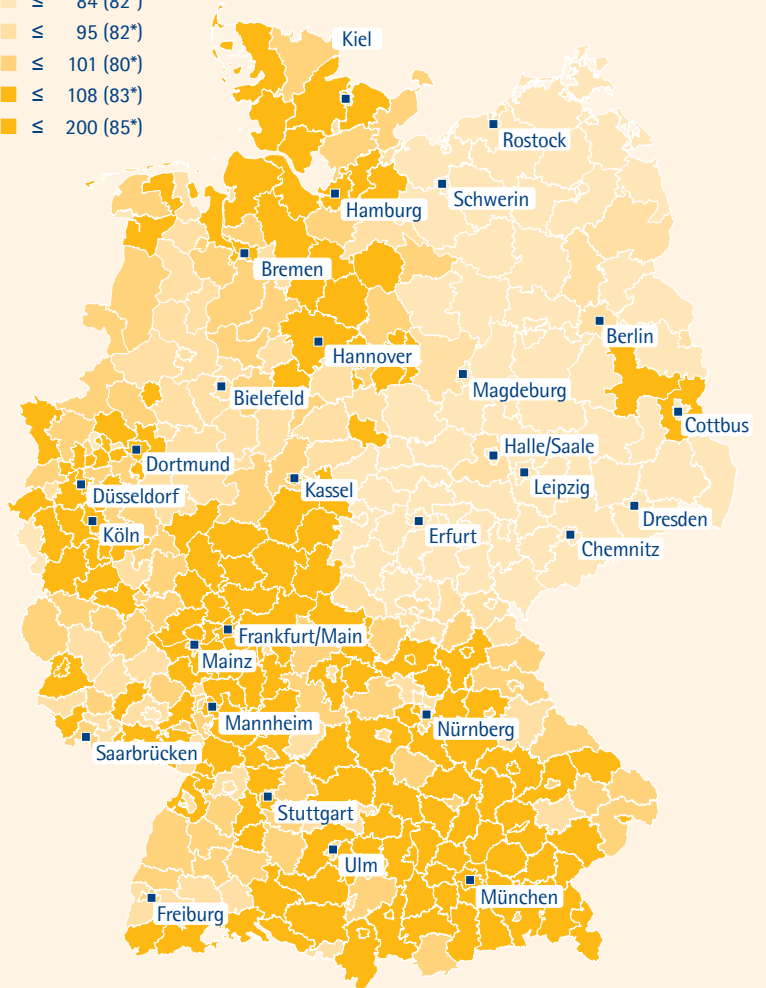 ≤ 84 (82*)
≤ 95 (82*)
≤ 101 (80*)
≤ 108 (83*)
≤ 200 (85*)
Kiel
Rostock
Schwerin
Hamburg
Bremen
Berlin
Hannover
Magdeburg
Bielefeld
Cottbus
Halle/Saale
Dortmund
Leipzig
Kassel
Düsseldorf
Dresden
Köln
Erfurt
Chemnitz
Frankfurt/Main
Mainz
Mannheim
Nürnberg
Saarbrücken
Stuttgart
Ulm
München
Freiburg